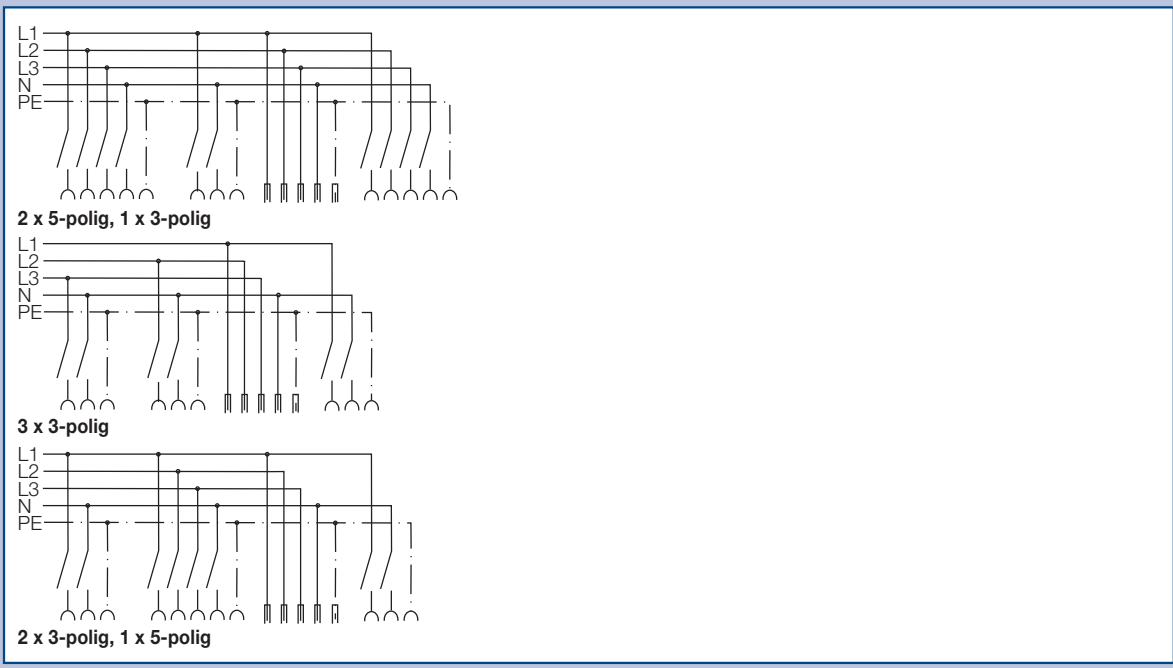 L1
L2
L3
N
PE
2 x 5-polig, 1 x 3-polig
L1
L2
L3
N
PE
3 x 3-polig
L1
L2
L3
N
PE
2 x 3-polig, 1 x 5-polig